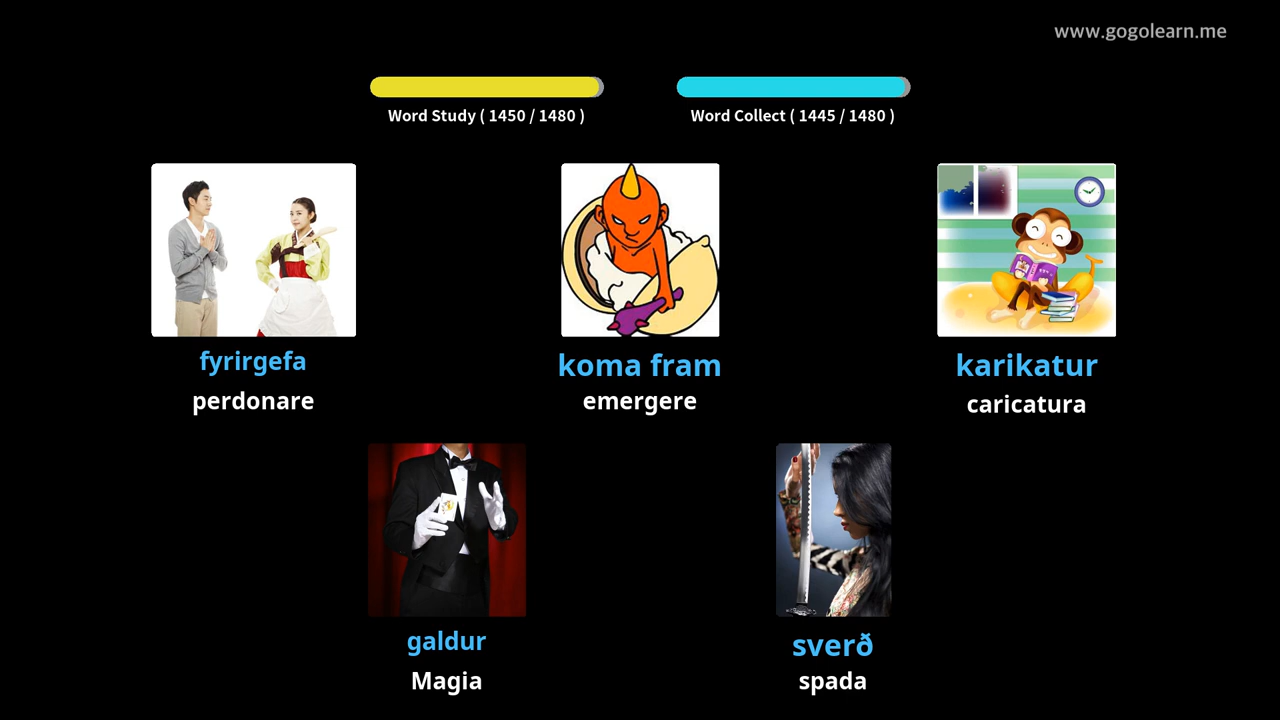 www.gogolearn.me
Word Study ( 1450 / 1480 )
Word Collect ( 1445 / 1480 )
fyrirgefa
perdonare
koma fram
emergere
karikatur
caricatura
galdur
Magia
sverð
spada